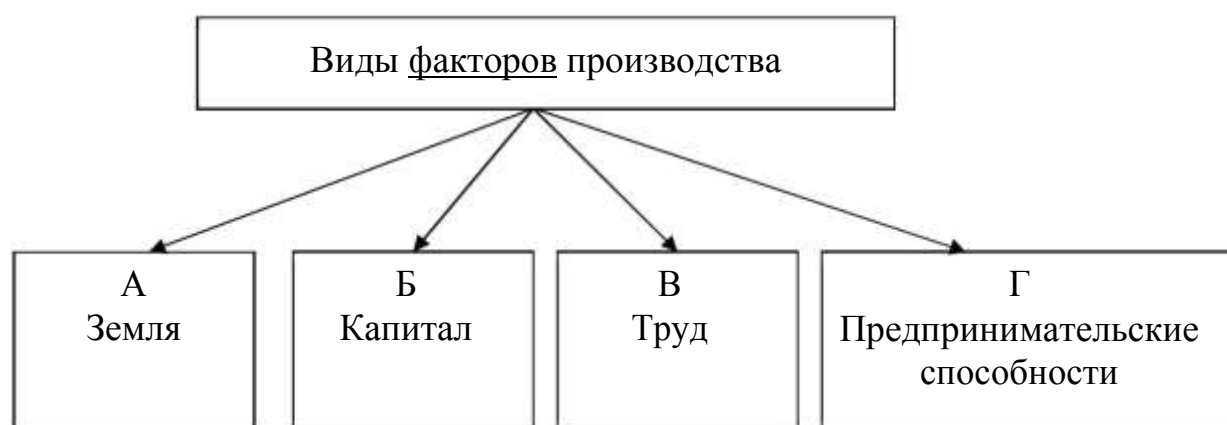 Виды факторов производства
А
Земля
Б
Капитал
В
Труд
Г
Предпринимательские
способности